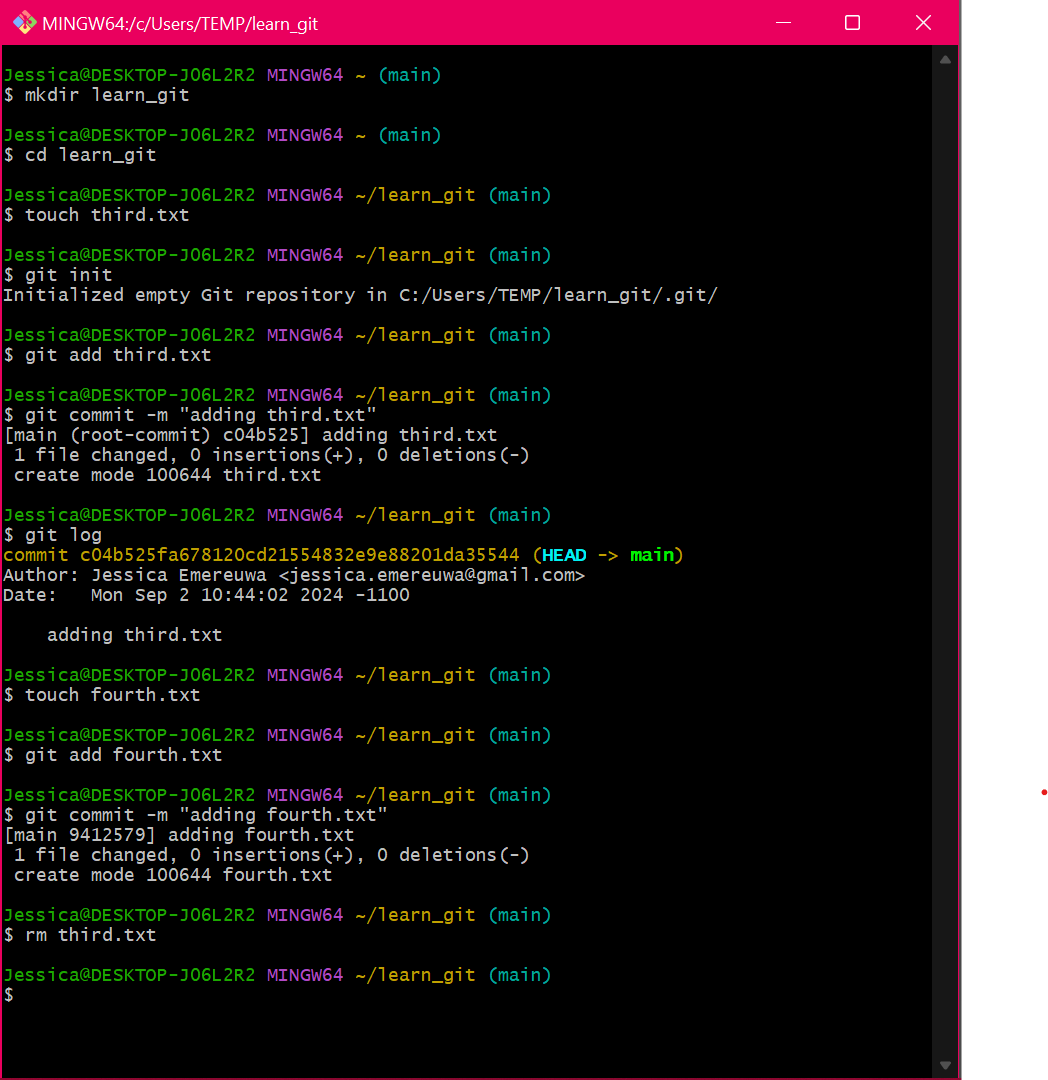 MINGW64:/c/Users/TEMP/learn_git
Jessica@DESKTOP-JO6L2R2 MINGW64 ~ (main)
$ mkdir learn_git
Jessica@DESKTOP-JO6L2R2 MINGW64 ~ (main)
$ cd learn_git
Jessica@DESKTOP-JO6L2R2 MINGW64 ~/learn_git (main)
$ touch third.txt
Jessica@DESKTOP-JO6L2R2 MINGW64 ~/learn_git (main)
$ git init
Initialized empty Git repository in C:/Users/TEMP/learn_git/.git/
Jessica@DESKTOP-JO6L2R2 MINGW64 ~/learn_git (main)
$ git add third.txt
Jessica@DESKTOP-JO6L2R2 MINGW64 ~/learn_git (main)
$ git commit -m "adding third.txt"
[main (root-commit) c04b525] adding third.txt
 1 file changed, 0 insertions(+), 0 deletions(-)
 create mode 100644 third.txt
Jessica@DESKTOP-JO6L2R2 MINGW64 ~/learn_git (main)
$ git log
commit c04b525fa678120cd21554832e9e88201da35544 (HEAD -> main)
Author: Jessica Emereuwa <jessica.emereuwa@gmail.com>
Date:   Mon Sep 2 10:44:02 2024 -1100
    adding third.txt
Jessica@DESKTOP-JO6L2R2 MINGW64 ~/learn_git (main)
$ touch fourth.txt
Jessica@DESKTOP-JO6L2R2 MINGW64 ~/learn_git (main)
$ git add fourth.txt
Jessica@DESKTOP-JO6L2R2 MINGW64 ~/learn_git (main)
$ git commit -m "adding fourth.txt"
[main 9412579] adding fourth.txt
 1 file changed, 0 insertions(+), 0 deletions(-)
 create mode 100644 fourth.txt
Jessica@DESKTOP-JO6L2R2 MINGW64 ~/learn_git (main)
$ rm third.txt
Jessica@DESKTOP-JO6L2R2 MINGW64 ~/learn_git (main)
$